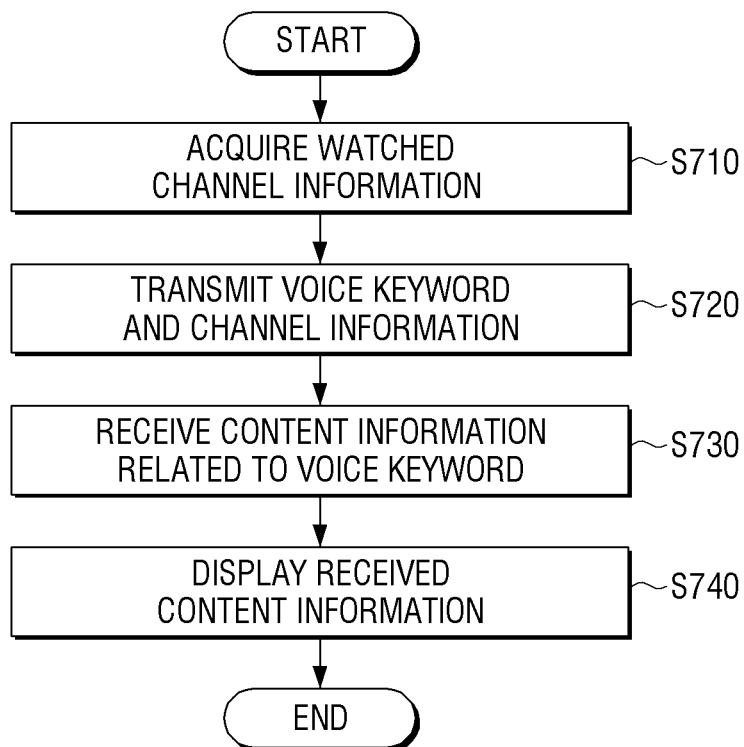 START
ACQUIRE WATCHED
CHANNEL INFORMATION
S710
TRANSMIT VOICE KEYWORD
AND CHANNEL INFORMATION
S720
RECEIVE CONTENT INFORMATION
RELATED TO VOICE KEYWORD
S730
DISPLAY RECEIVED
CONTENT INFORMATION
S740
END